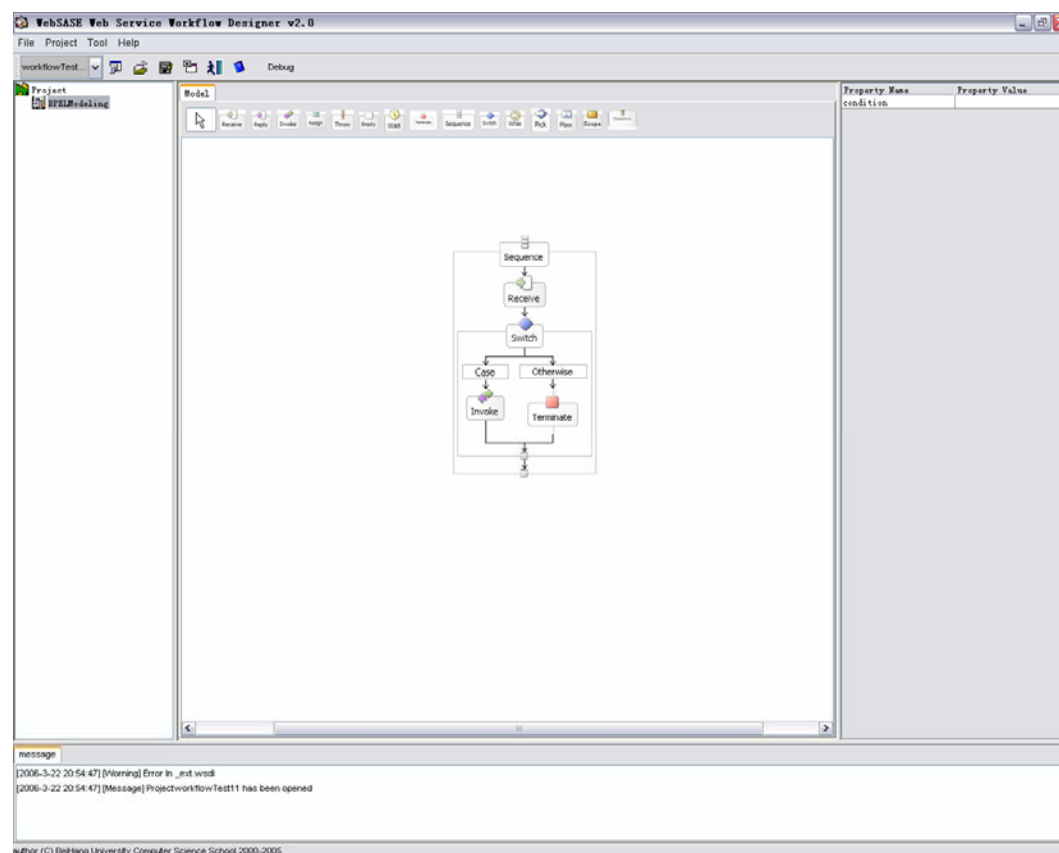 WebSASE Web Service Workflow Designer v2.0
File Project Tool Help
workflowTest... Debug
Project
BPELModeling
Model
Receive Reply Invoke Assign Throw Empty Wait Sequence Switch While Pick Flow Scope
Property Name Property Value
condition
Sequence
Receive
Switch
Case Otherwise
Invoke
Terminate
message
[2006-3-22 20:54:47] [Warning] Error in _ext.wsdl
[2006-3-22 20:54:47] [Message] ProjectworkflowTest11 has been opened
author (C) BeiHang University Computer Science School 2000-2005